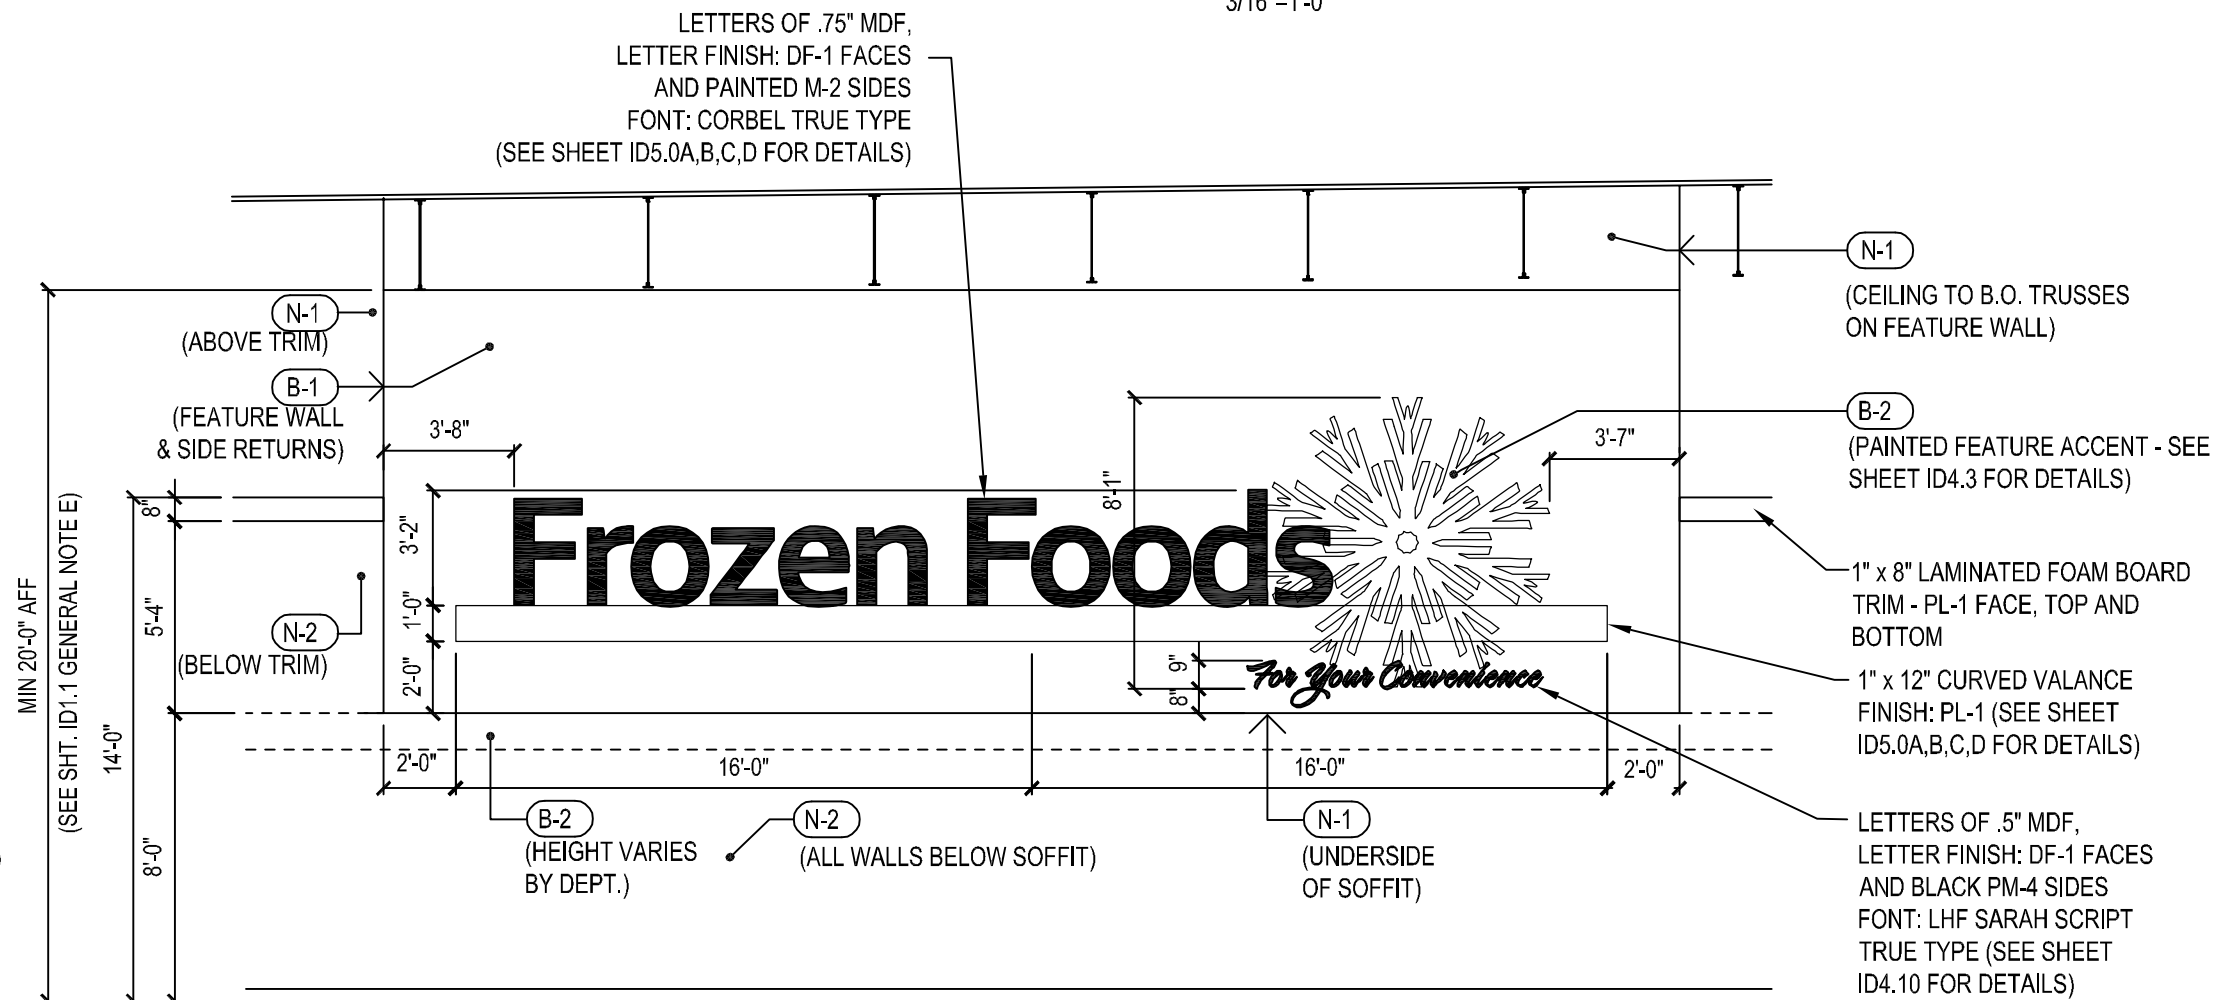 3/16"=1'-0"
LETTERS OF .75" MDF,
LETTER FINISH: DF-1 FACES
AND PAINTED M-2 SIDES
FONT: CORBEL TRUE TYPE
(SEE SHEET ID5.0A,B,C,D FOR DETAILS)
N-1
(CEILING TO B.O. TRUSSES
ON FEATURE WALL)
N-1
(ABOVE TRIM)
B-1
(FEATURE WALL
& SIDE RETURNS)
3'-8"
8'-1"
3'-7"
B-2
(PAINTED FEATURE ACCENT - SEE
SHEET ID4.3 FOR DETAILS)
MIN 20'-0" AFF
(SEE SHT. ID1.1 GENERAL NOTE E)
14'-0"
8"
5'-4"
8'-0"
3'-2"
1'-0"
2'-0"
Frozen Foods
1" x 8" LAMINATED FOAM BOARD
TRIM - PL-1 FACE, TOP AND
BOTTOM
N-2
(BELOW TRIM)
9"
8"
For Your Convenience
1" x 12" CURVED VALANCE
FINISH: PL-1 (SEE SHEET
ID5.0A,B,C,D FOR DETAILS)
2'-0"
16'-0"
16'-0"
2'-0"
B-2
(HEIGHT VARIES
BY DEPT.)
N-2
(ALL WALLS BELOW SOFFIT)
N-1
(UNDERSIDE
OF SOFFIT)
LETTERS OF .5" MDF,
LETTER FINISH: DF-1 FACES
AND BLACK PM-4 SIDES
FONT: LHF SARAH SCRIPT
TRUE TYPE (SEE SHEET
ID4.10 FOR DETAILS)